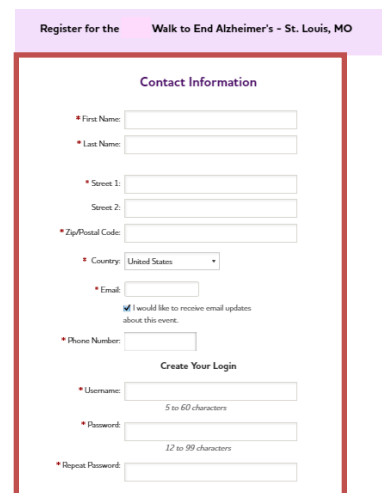 Register for the Walk to End Alzheimer's - St. Louis, MO
Contact Information
* First Name:
* Last Name:
* Street 1:
Street 2:
* Zip/Postal Code:
* Country: United States
* Email:
I would like to receive email updates
about this event.
* Phone Number:
Create Your Login
* Username:
5 to 60 characters
* Password:
12 to 99 characters
* Repeat Password: